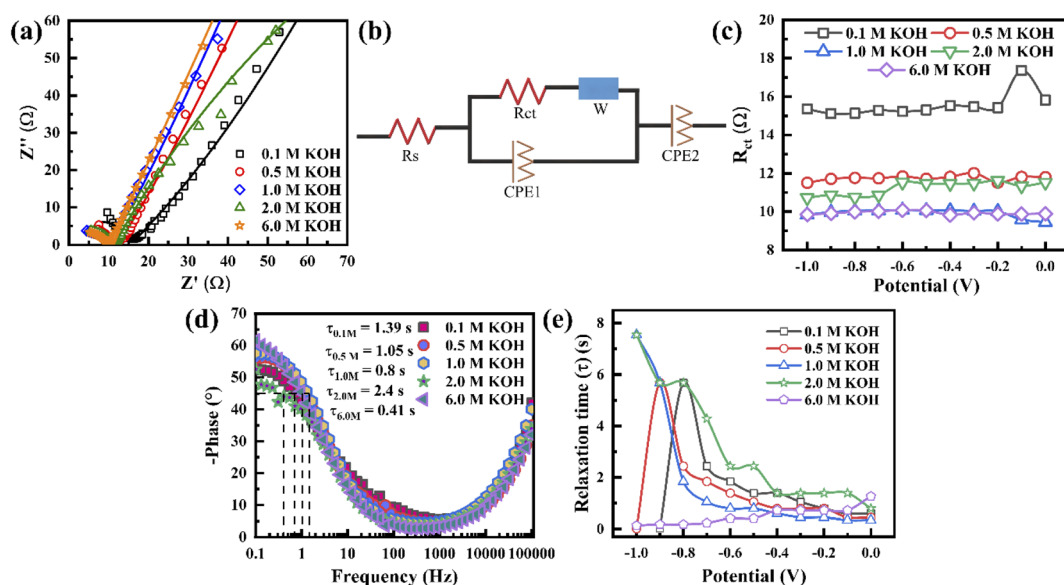 (a)
Z'' (Ω)
60
50
40
30
20
10
0
0 10 20 30 40 50 60 70
Z' (Ω)
0.1 M KOH
0.5 M KOH
1.0 M KOH
2.0 M KOH
6.0 M KOH
(b)
Rs
Rct
W
CPE1
CPE2
(c)
Rct (Ω)
20
18
16
14
12
10
8
-1.0 -0.8 -0.6 -0.4 -0.2 0.0
Potential (V)
0.1 M KOH 0.5 M KOH
1.0 M KOH 2.0 M KOH
6.0 M KOH
(d)
-Phase (°)
70
60
50
40
30
20
10
0
0.1 1 10 100 1000 10000 100000
Frequency (Hz)
τ0.1M = 1.39 s
τ0.5 M = 1.05 s
τ1.0M = 0.8 s
τ2.0M = 2.4 s
τ6.0M = 0.41 s
0.1 M KOH
0.5 M KOH
1.0 M KOH
2.0 M KOH
6.0 M KOH
(e)
Relaxation time (τ) (s)
8
6
4
2
0
-1.0 -0.8 -0.6 -0.4 -0.2 0.0
Potential (V)
0.1 M KOH
0.5 M KOH
1.0 M KOH
2.0 M KOH
6.0 M KOH